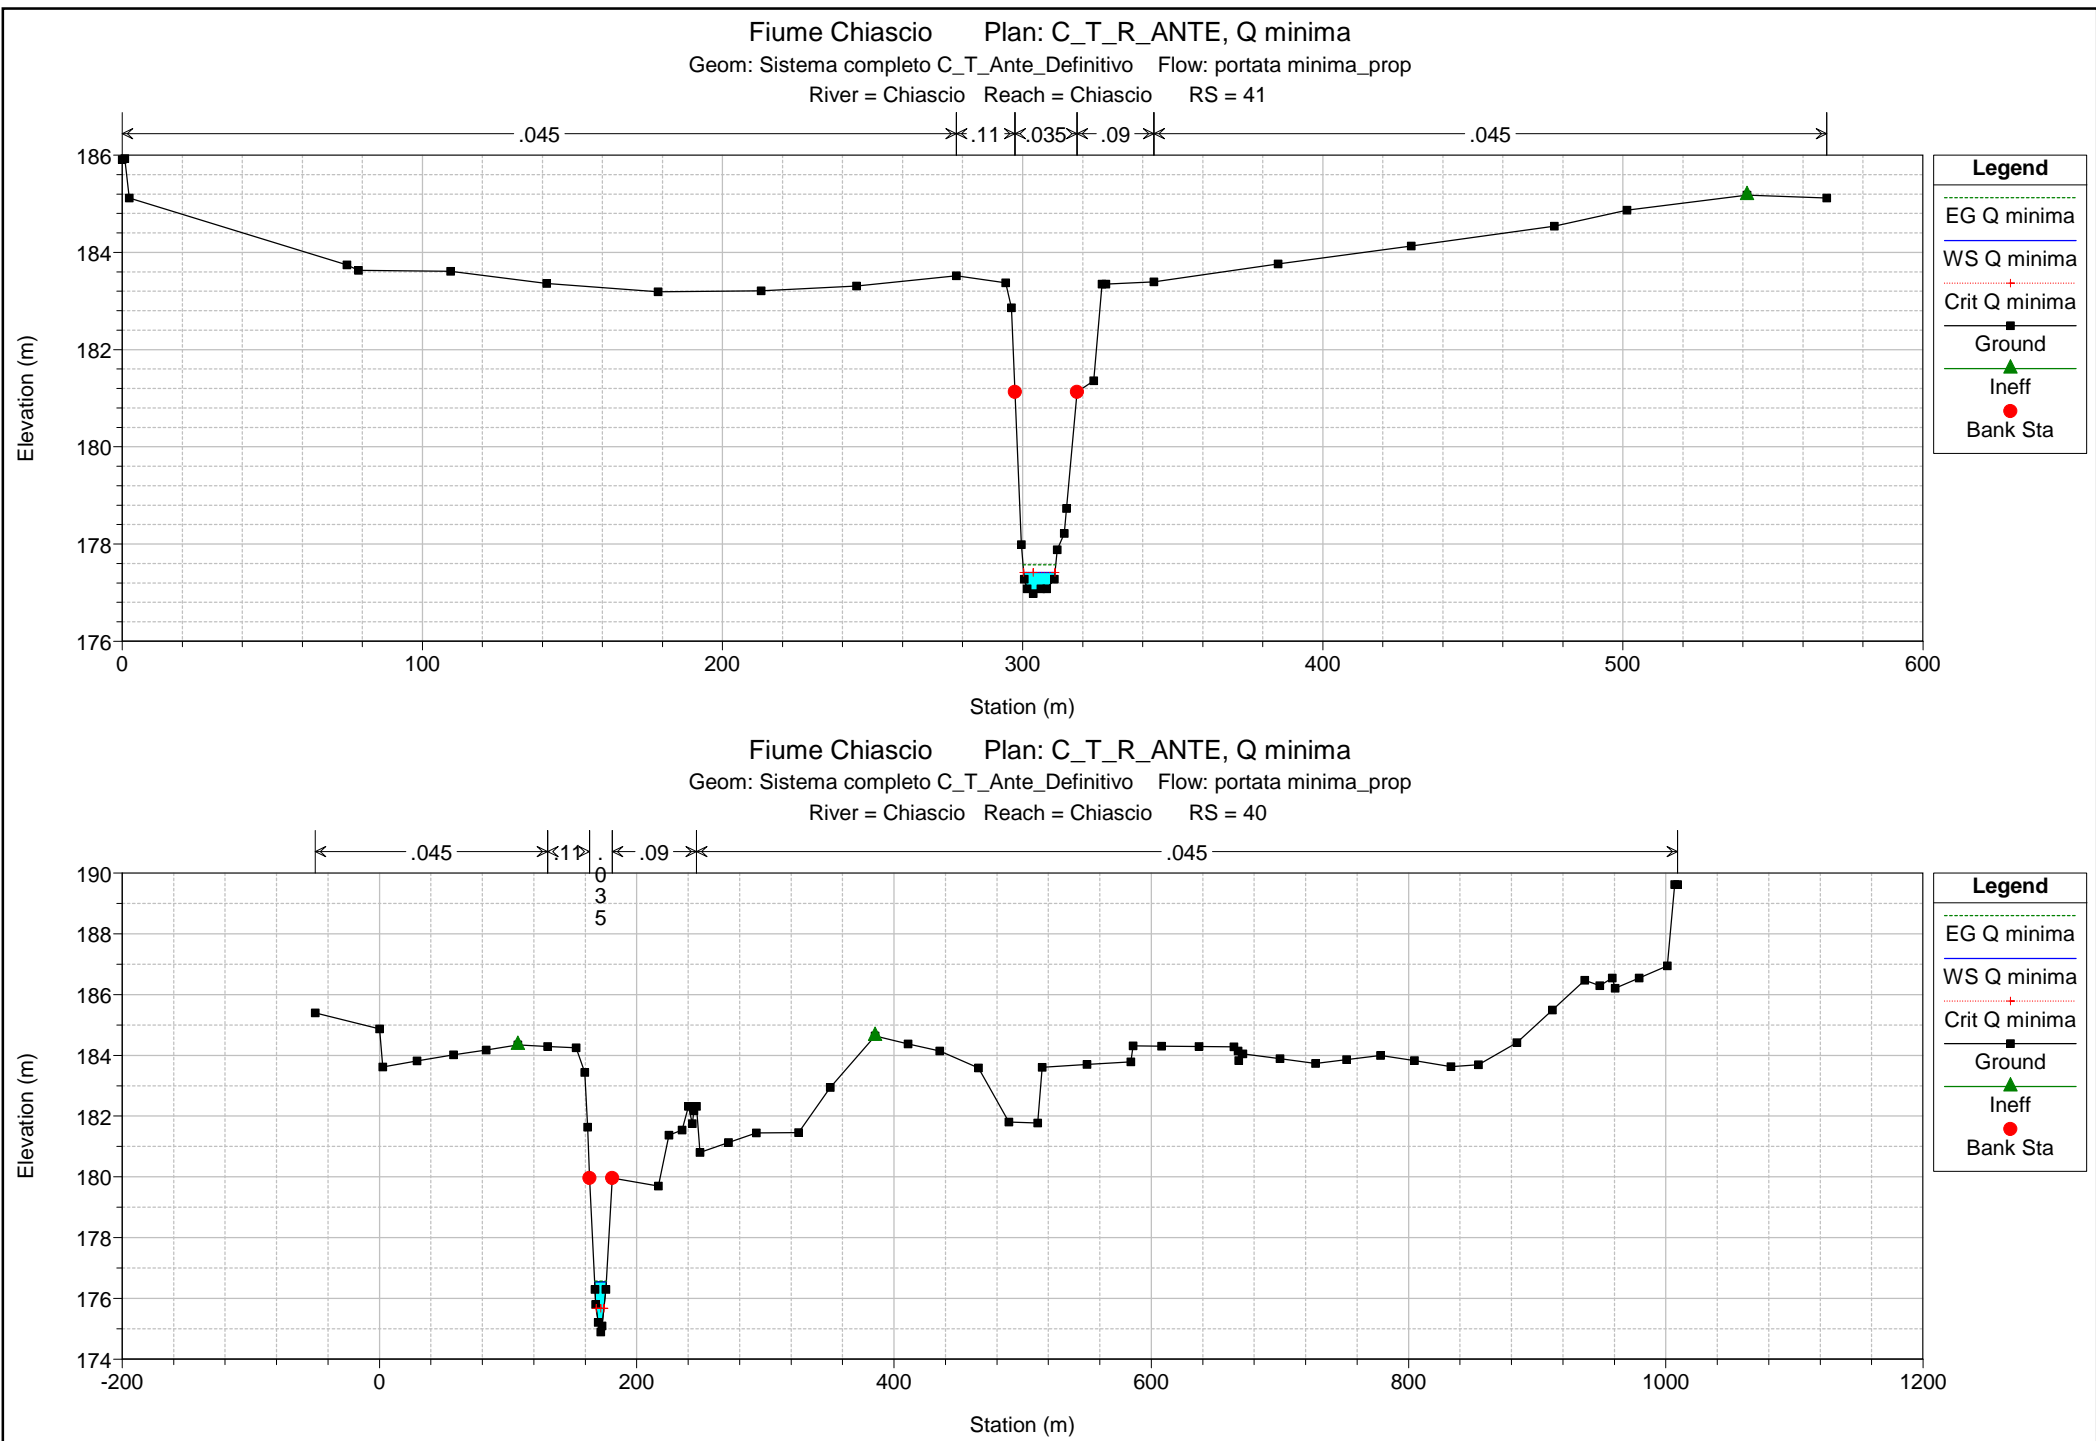 Fiume Chiascio Plan: C_T_R_ANTE, Q minima
Geom: Sistema completo C_T_Ante_Definitivo Flow: portata minima_prop
River = Chiascio Reach = Chiascio RS = 41
.045 .11 .035 .09 .045
186
184
182
180
178
176
Elevation (m)
0 100 200 300 400 500 600
Station (m)
Legend
EG Q minima
WS Q minima
Crit Q minima
Ground
Ineff
Bank Sta
Fiume Chiascio Plan: C_T_R_ANTE, Q minima
Geom: Sistema completo C_T_Ante_Definitivo Flow: portata minima_prop
River = Chiascio Reach = Chiascio RS = 40
.045 .11 .035 .09 .045
190
188
186
184
182
180
178
176
174
Elevation (m)
-200 0 200 400 600 800 1000 1200
Station (m)
Legend
EG Q minima
WS Q minima
Crit Q minima
Ground
Ineff
Bank Sta